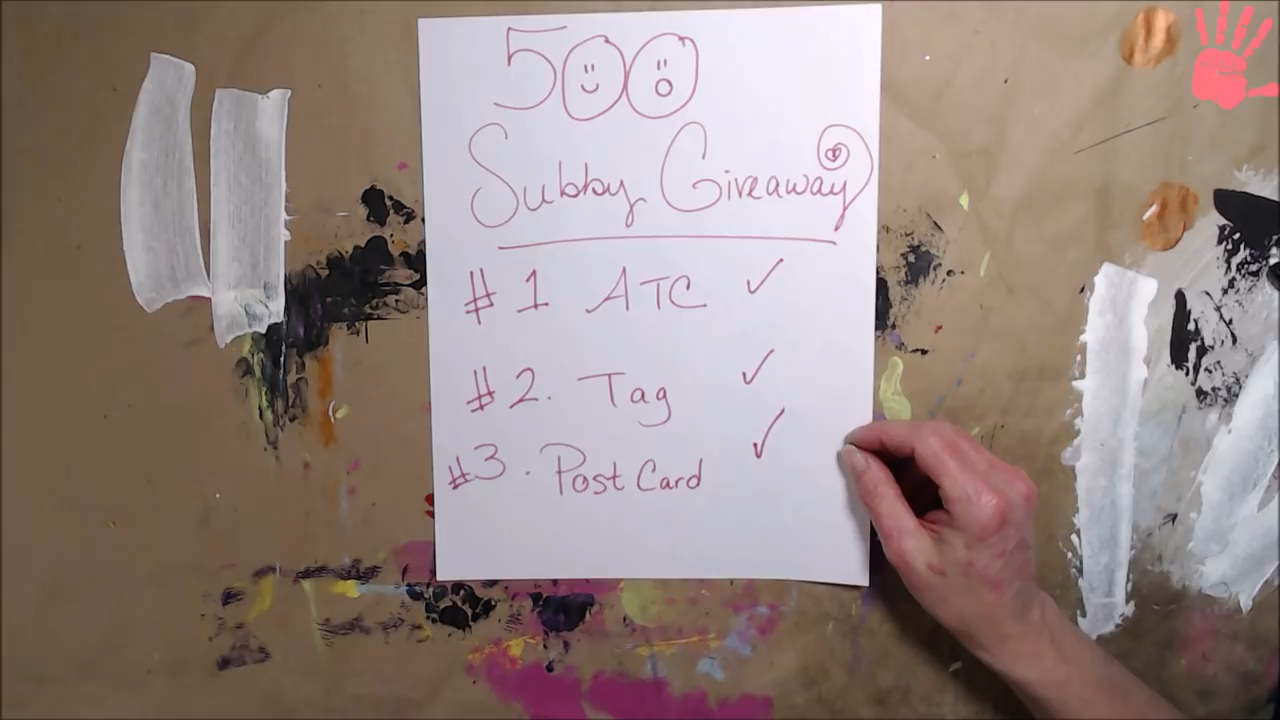 500
Subby Giveaway
#1 ATC ✓
#2. Tag ✓
#3. Post Card ✓